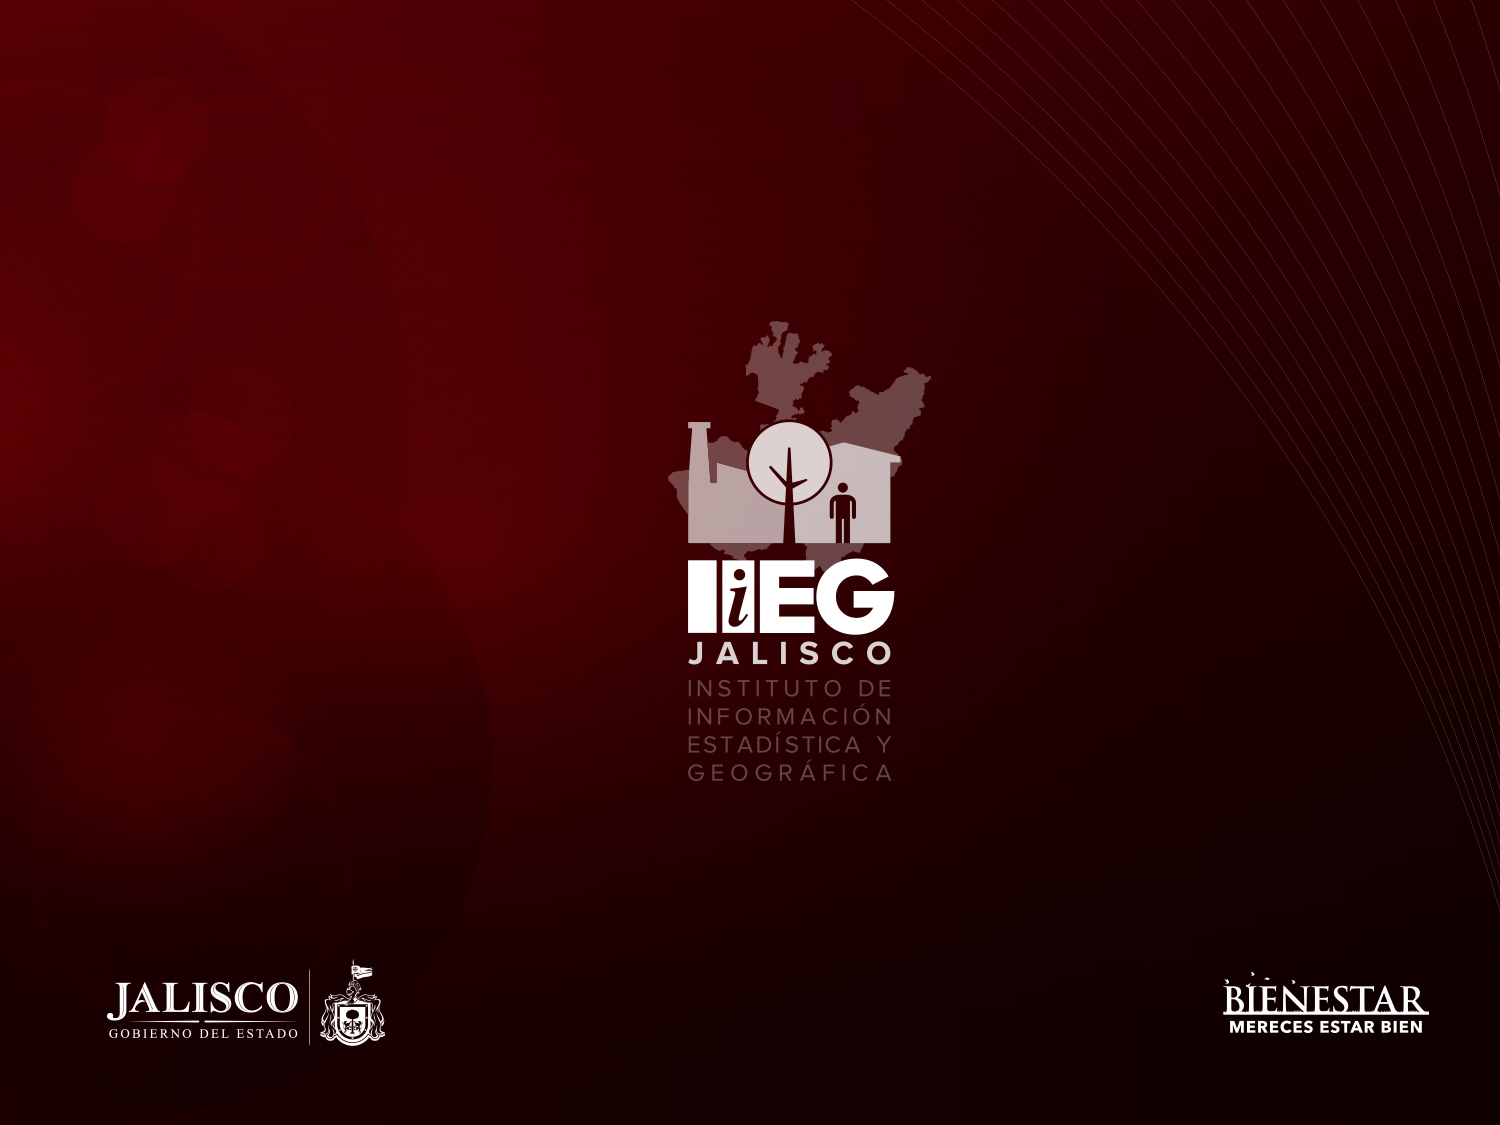 IiEG
JALISCO
INSTITUTO DE
INFORMACIÓN
ESTADÍSTICA Y
GEOGRÁFICA
JALISCO
GOBIERNO DEL ESTADO
BIENESTAR
MERECES ESTAR BIEN